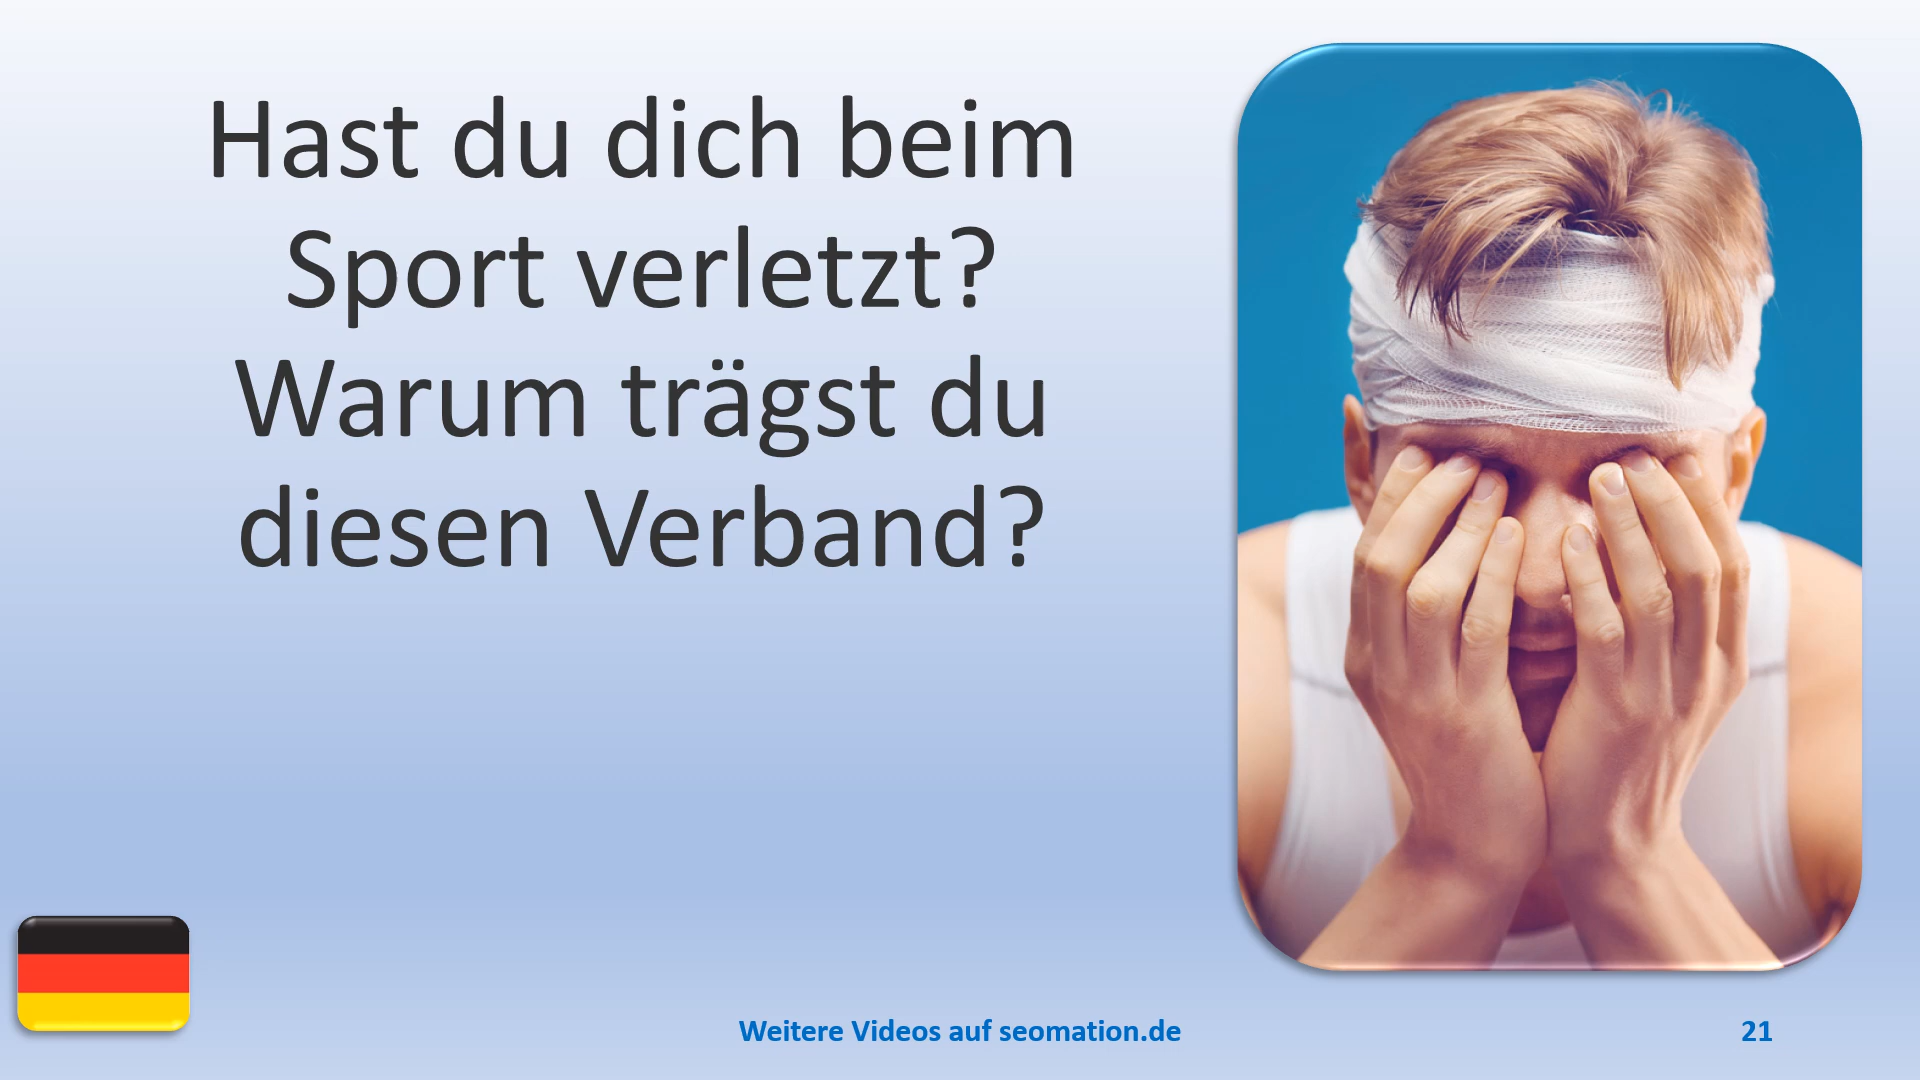 Hast du dich beim
Sport verletzt?
Warum trägst du
diesen Verband?
Weitere Videos auf seomation.de
21